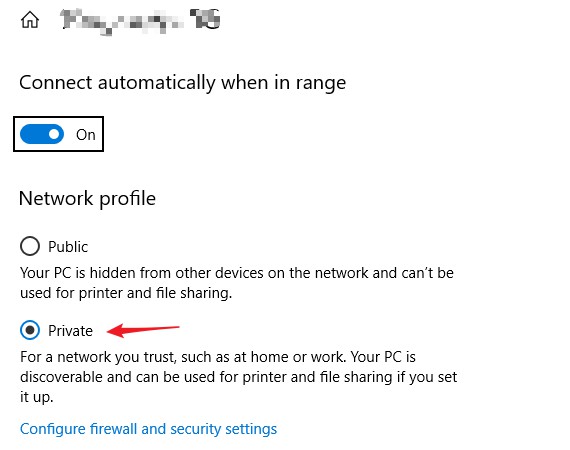 Connect automatically when in range
On
Network profile
Public
Your PC is hidden from other devices on the network and can't be
used for printer and file sharing.
Private
For a network you trust, such as at home or work. Your PC is
discoverable and can be used for printer and file sharing if you set
it up.
Configure firewall and security settings